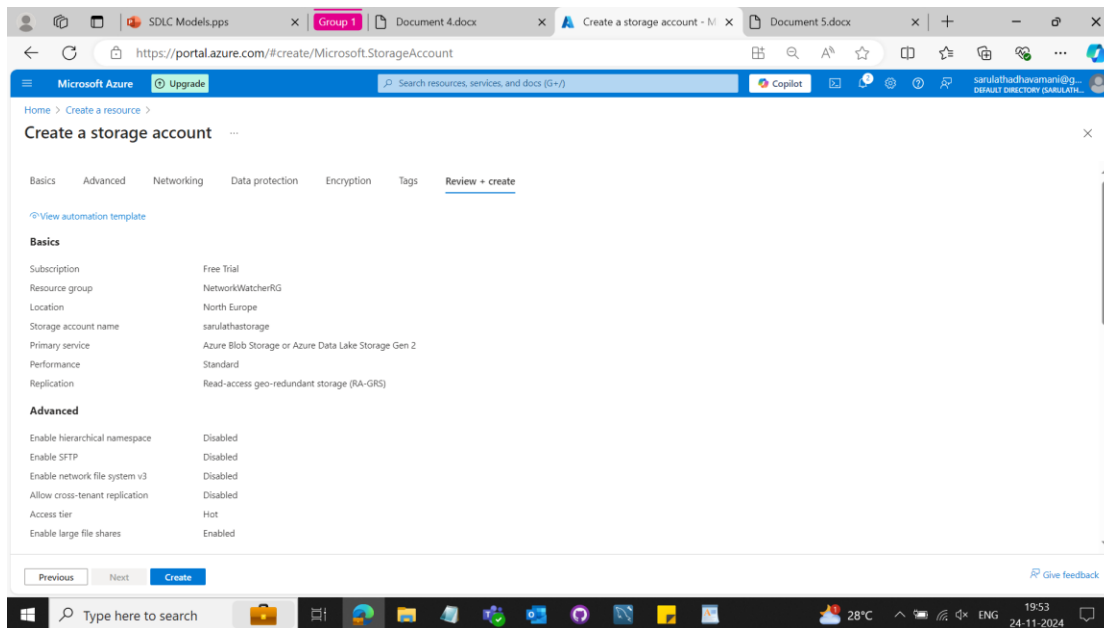 SDLC Models.pps
Group 1
Document 4.docx
Create a storage account - M
Document 5.docx
https://portal.azure.com/#create/Microsoft.StorageAccount
Microsoft Azure
Upgrade
Search resources, services, and docs (G+/)
Copilot
2
sarulathadhavamani@g...
DEFAULT DIRECTORY (SARULATH...
Home > Create a resource >
Create a storage account ...
Basics Advanced Networking Data protection Encryption Tags Review + create
View automation template
Basics
Subscription Free Trial
Resource group NetworkWatcherRG
Location North Europe
Storage account name sarulathastorage
Primary service Azure Blob Storage or Azure Data Lake Storage Gen 2
Performance Standard
Replication Read-access geo-redundant storage (RA-GRS)
Advanced
Enable hierarchical namespace Disabled
Enable SFTP Disabled
Enable network file system v3 Disabled
Allow cross-tenant replication Disabled
Access tier Hot
Enable large file shares Enabled
Previous Next Create
Give feedback
Type here to search
28°C
ENG
19:53
24-11-2024